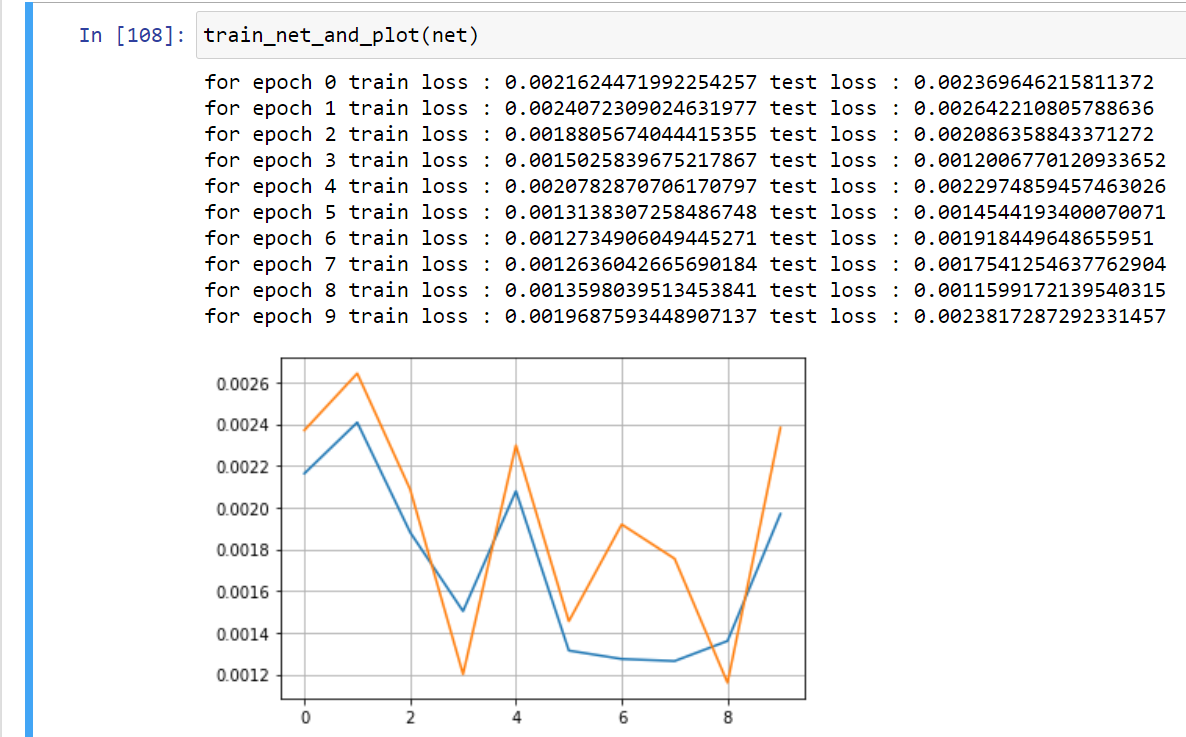 In [108]: train_net_and_plot(net)
for epoch 0 train loss : 0.0021624471992254257 test loss : 0.002369646215811372
for epoch 1 train loss : 0.0024072309024631977 test loss : 0.002642210805788636
for epoch 2 train loss : 0.0018805674044415355 test loss : 0.002086358843371272
for epoch 3 train loss : 0.0015025839675217867 test loss : 0.0012006770120933652
for epoch 4 train loss : 0.0020782870706170797 test loss : 0.0022974859457463026
for epoch 5 train loss : 0.0013138307258486748 test loss : 0.0014544193400070071
for epoch 6 train loss : 0.0012734906049445271 test loss : 0.001918449648655951
for epoch 7 train loss : 0.0012636042665690184 test loss : 0.0017541254637762904
for epoch 8 train loss : 0.0013598039513453841 test loss : 0.0011599172139540315
for epoch 9 train loss : 0.0019687593448907137 test loss : 0.0023817287292331457
0.0026
0.0024
0.0022
0.0020
0.0018
0.0016
0.0014
0.0012
0 2 4 6 8